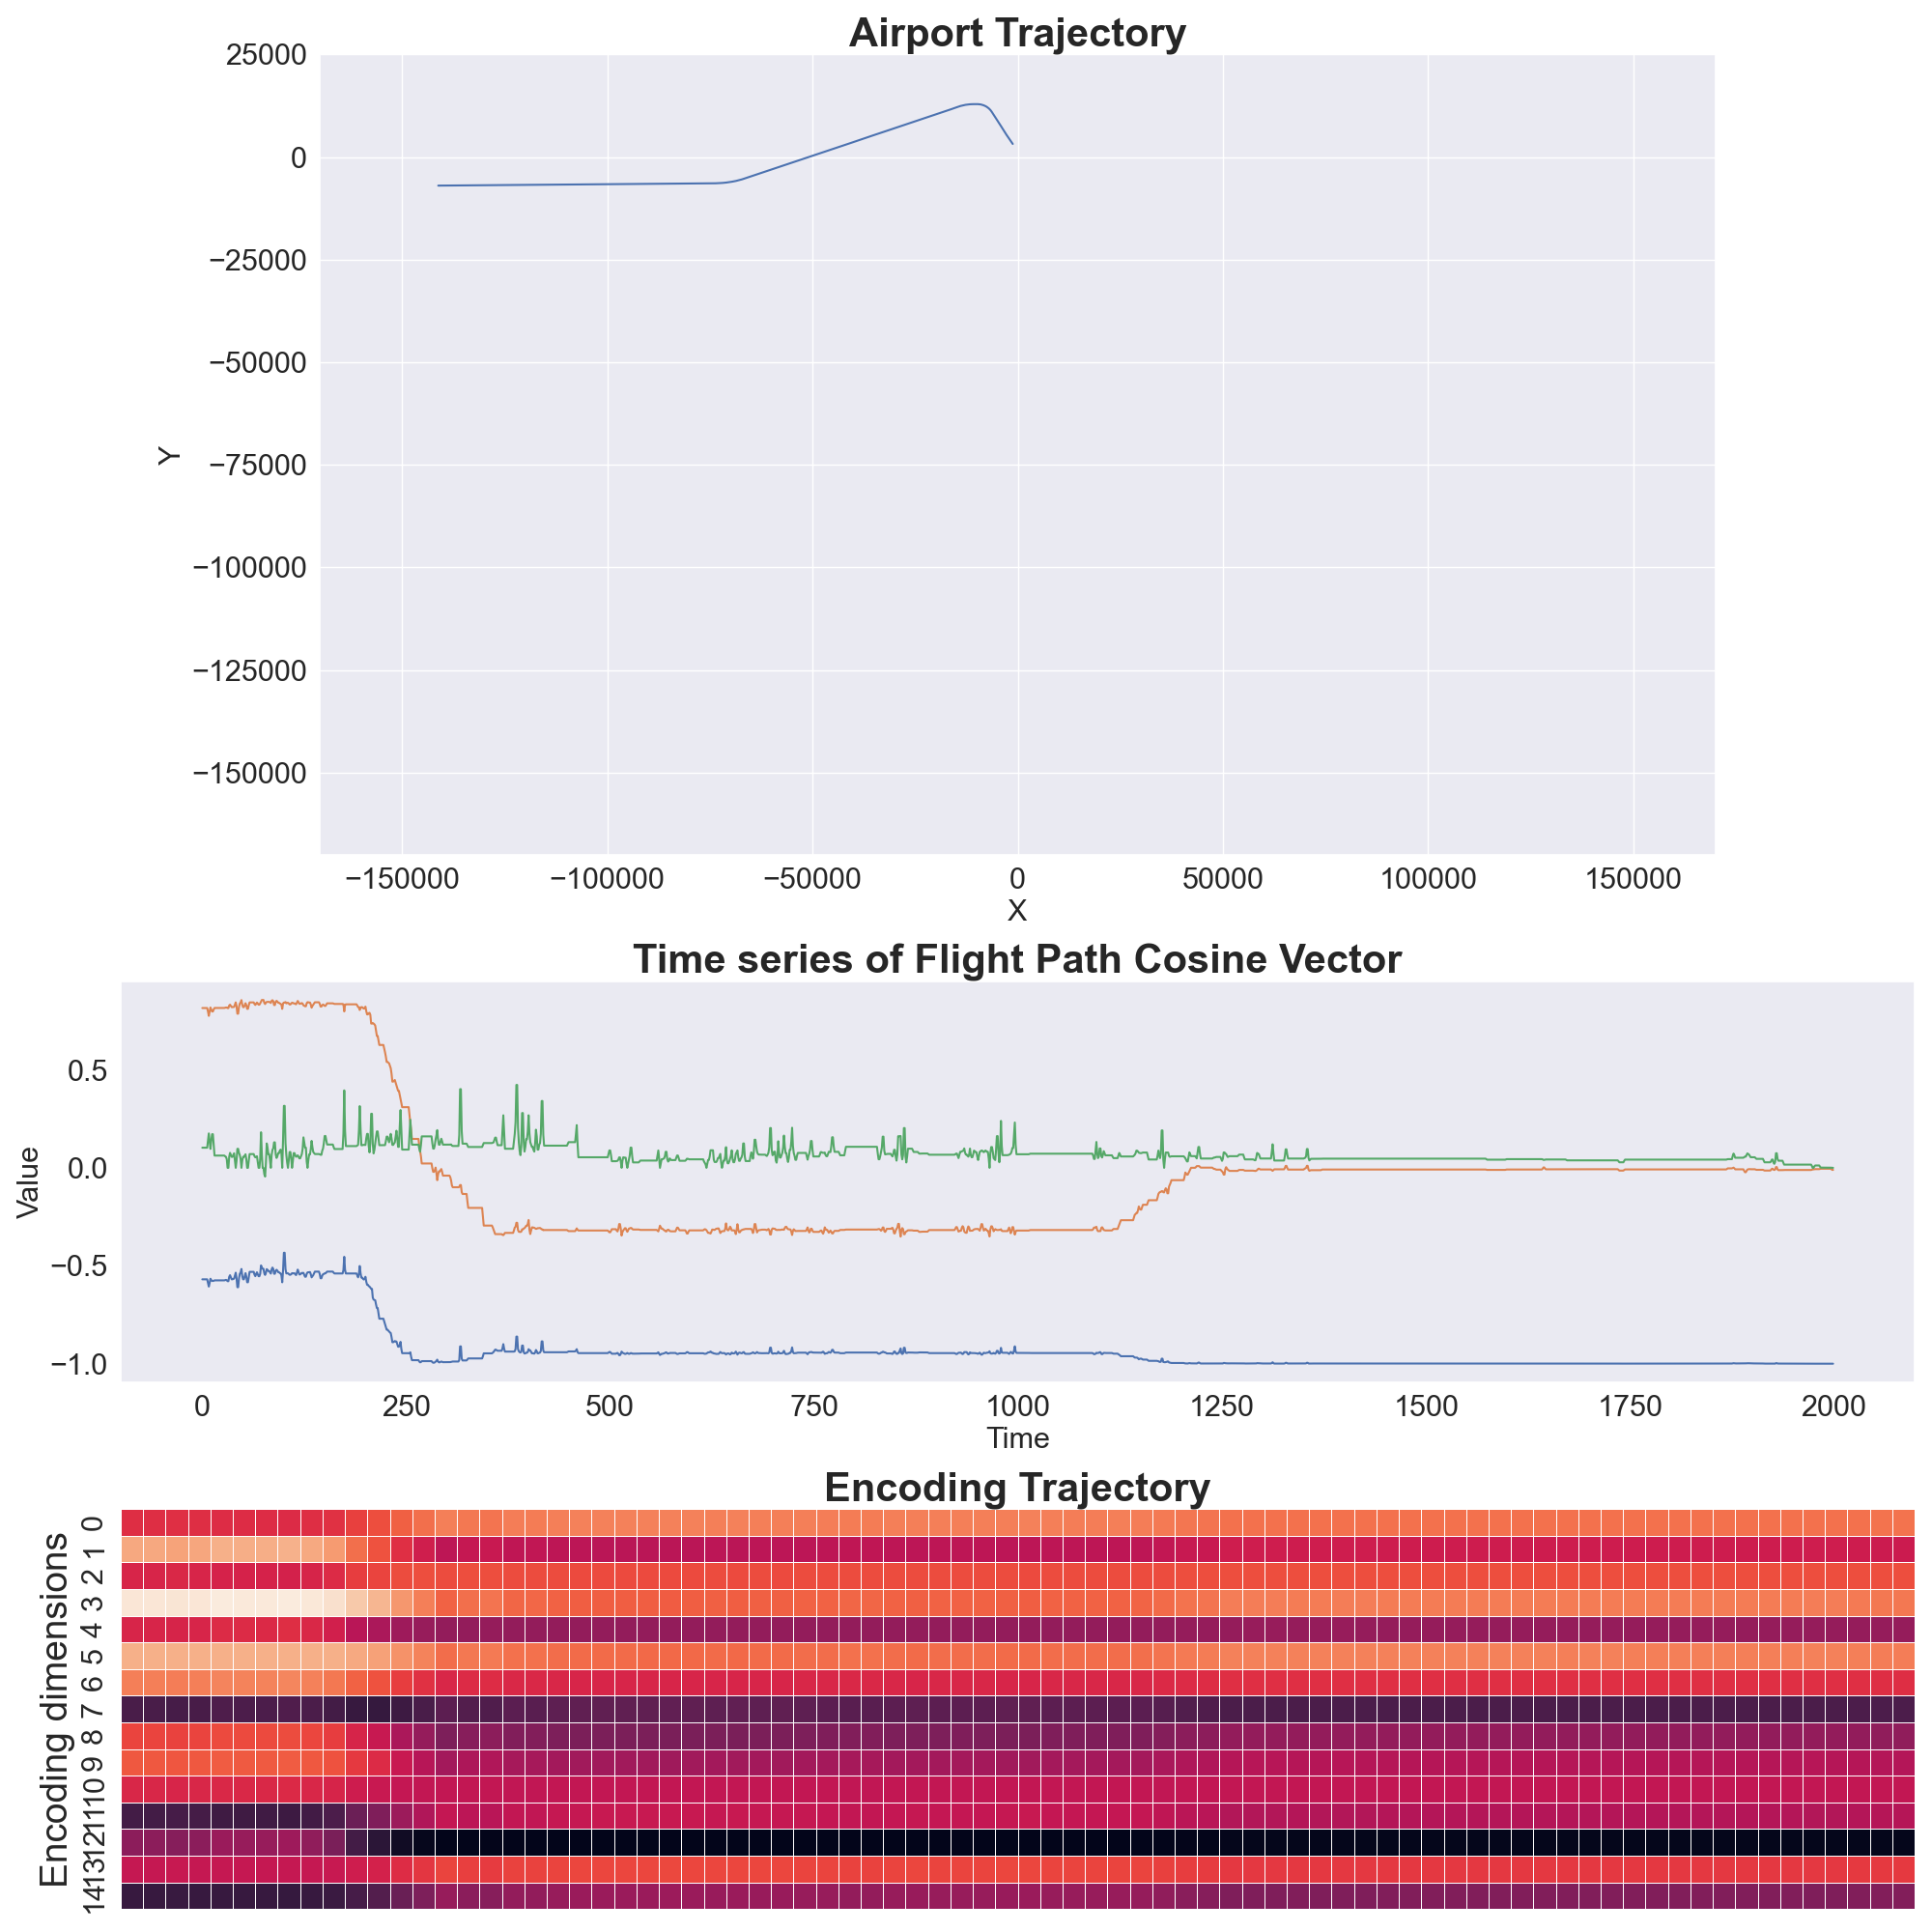 Airport Trajectory
25000
0
−25000
−50000
−75000
−100000
−125000
−150000
Y
−150000 −100000 −50000 0 50000 100000 150000
X
Time series of Flight Path Cosine Vector
0.5
0.0
−0.5
−1.0
Value
0 250 500 750 1000 1250 1500 1750 2000
Time
Encoding Trajectory
Encoding dimensions
0
1
2
3
4
5
6
7
8
9
10
11
12
13
14